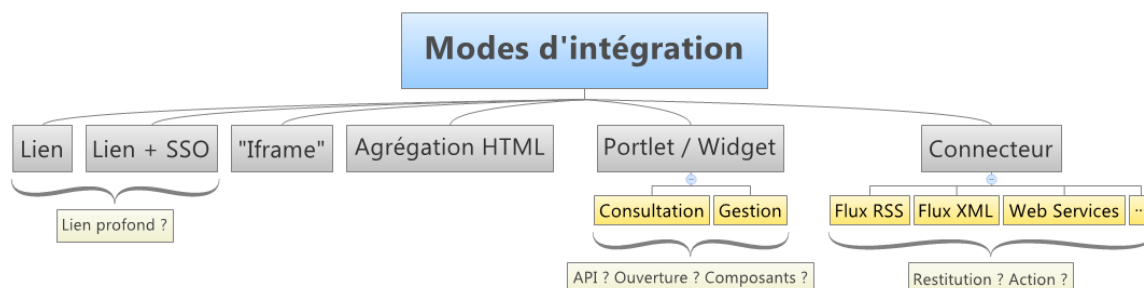 Modes d'intégration
Lien
Lien + SSO
"Iframe"
Agrégation HTML
Portlet / Widget
Connecteur
Consultation
Gestion
Flux RSS
Flux XML
Web Services
...
Lien profond ?
API ? Ouverture ? Composants ?
Restitution ? Action ?